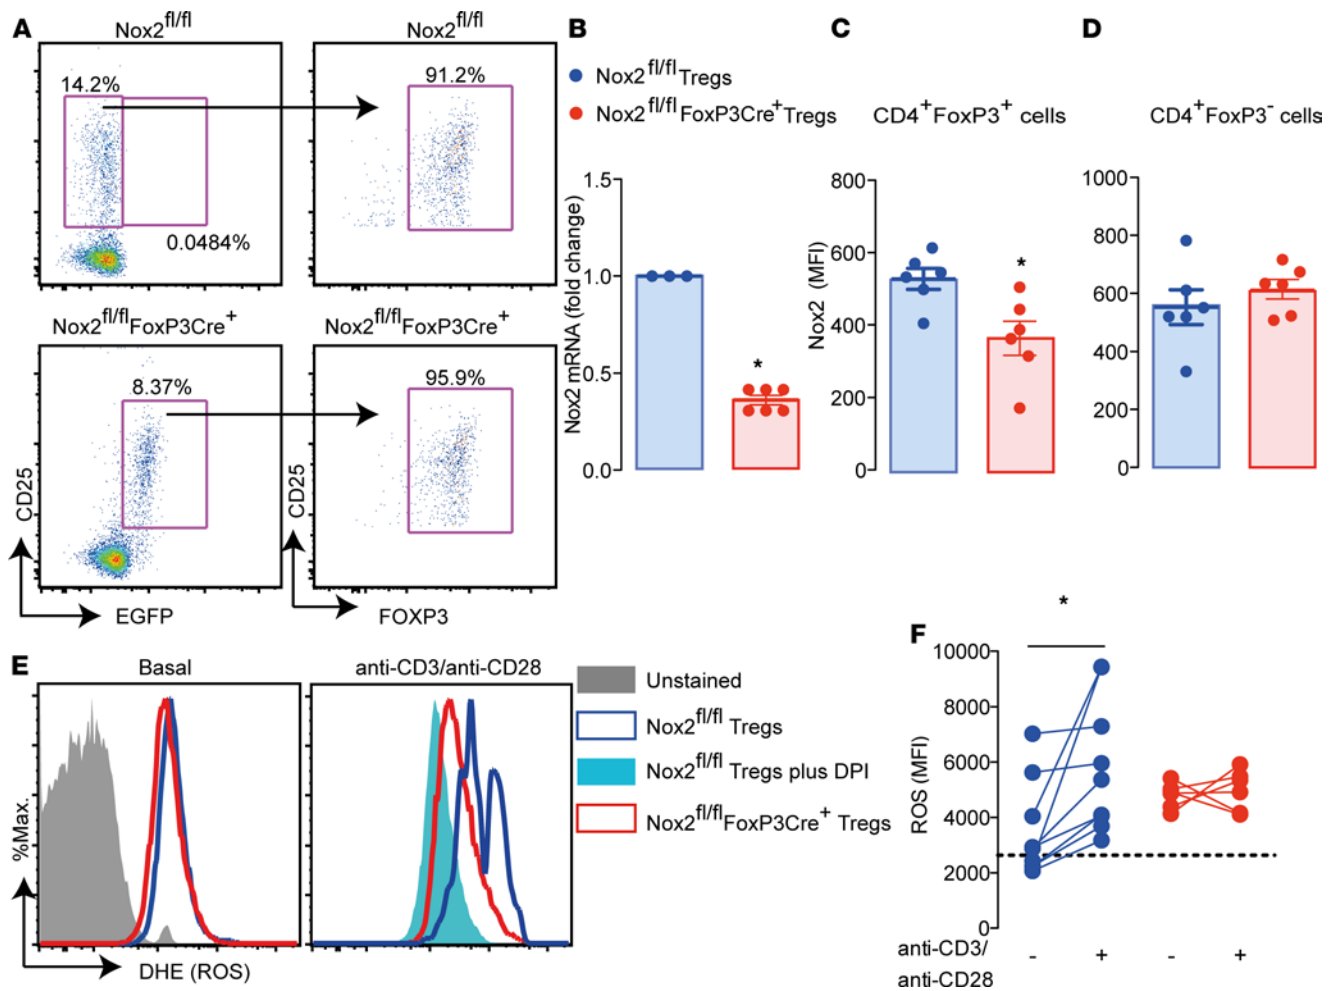 A
Nox2fl/fl
14.2%
0.0484%
Nox2fl/fl
91.2%
Nox2fl/flFoxP3Cre+
8.37%
CD25
EGFP
Nox2fl/flFoxP3Cre+
95.9%
CD25
FOXP3
B
Nox2fl/flTregs
Nox2fl/flFoxP3Cre+Tregs
Nox2 mRNA (fold change)
1.5
1.0
0.5
0.0
*
C
CD4+FoxP3+ cells
Nox2 (MFI)
800
600
400
200
0
*
D
CD4+FoxP3- cells
1000
800
600
400
200
0
E
Basal
anti-CD3/anti-CD28
%Max.
DHE (ROS)
Unstained
Nox2fl/fl Tregs
Nox2fl/fl Tregs plus DPI
Nox2fl/flFoxP3Cre+ Tregs
F
*
ROS (MFI)
10000
8000
6000
4000
2000
0
anti-CD3/
anti-CD28
- + - +